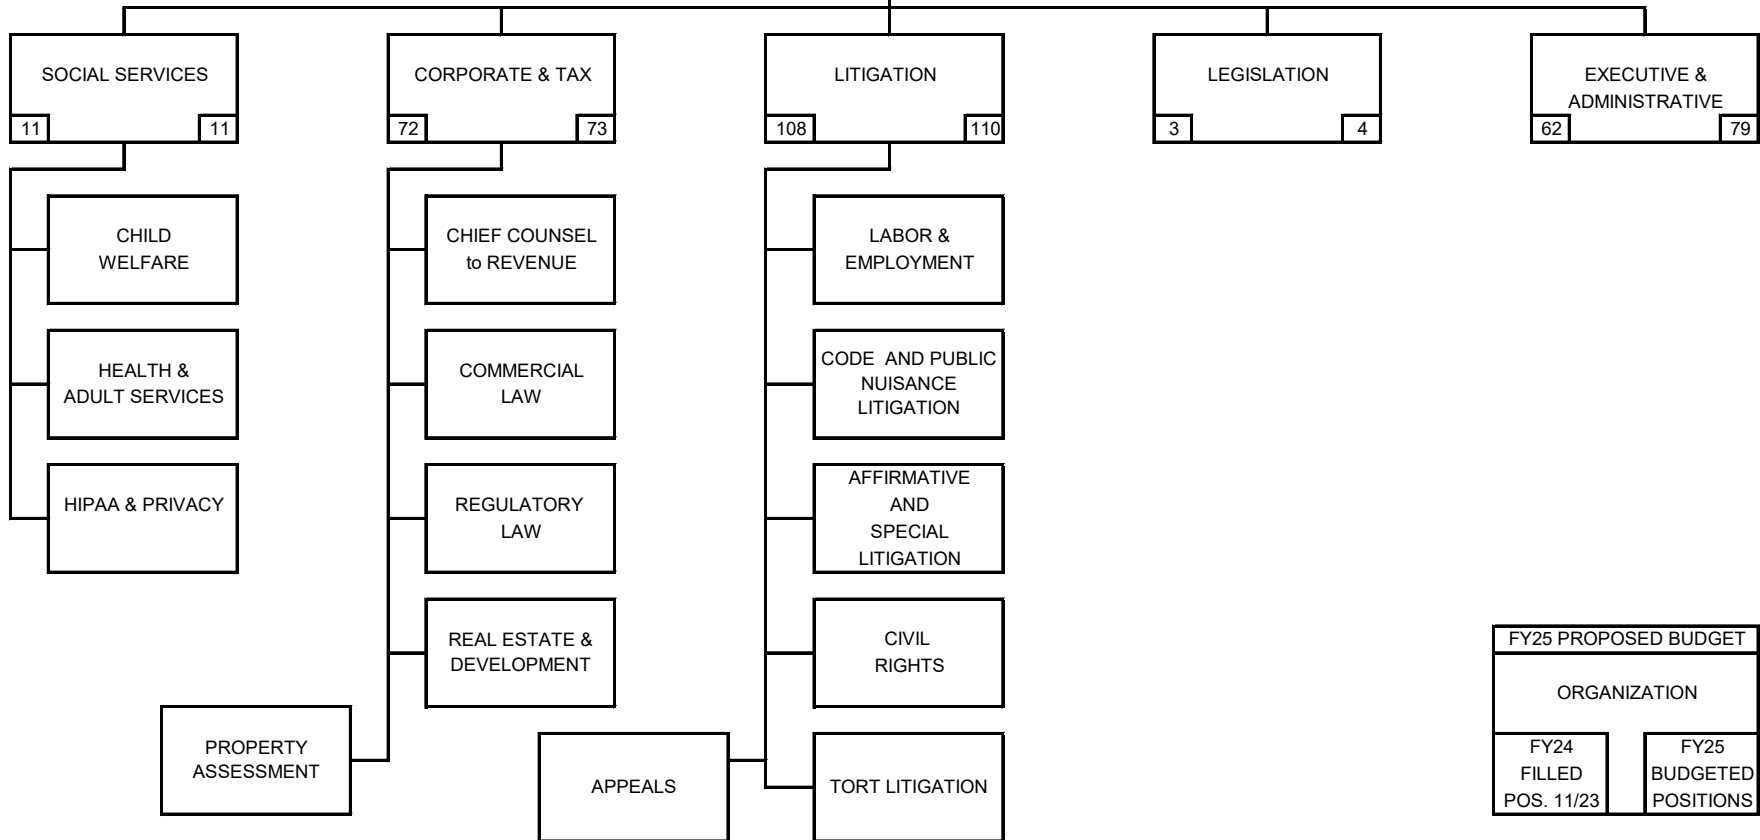 SOCIAL SERVICES
11
11
CORPORATE & TAX
72
73
LITIGATION
108
110
LEGISLATION
3
4
EXECUTIVE &
ADMINISTRATIVE
62
79
CHILD
WELFARE
HEALTH &
ADULT SERVICES
HIPAA & PRIVACY
CHIEF COUNSEL
to REVENUE
COMMERCIAL
LAW
REGULATORY
LAW
REAL ESTATE &
DEVELOPMENT
PROPERTY
ASSESSMENT
LABOR &
EMPLOYMENT
CODE  AND PUBLIC
NUISANCE
LITIGATION
AFFIRMATIVE
AND
SPECIAL
LITIGATION
CIVIL
RIGHTS
APPEALS
TORT LITIGATION
FY25 PROPOSED BUDGET
ORGANIZATION
FY24
FILLED
POS. 11/23
FY25
BUDGETED
POSITIONS